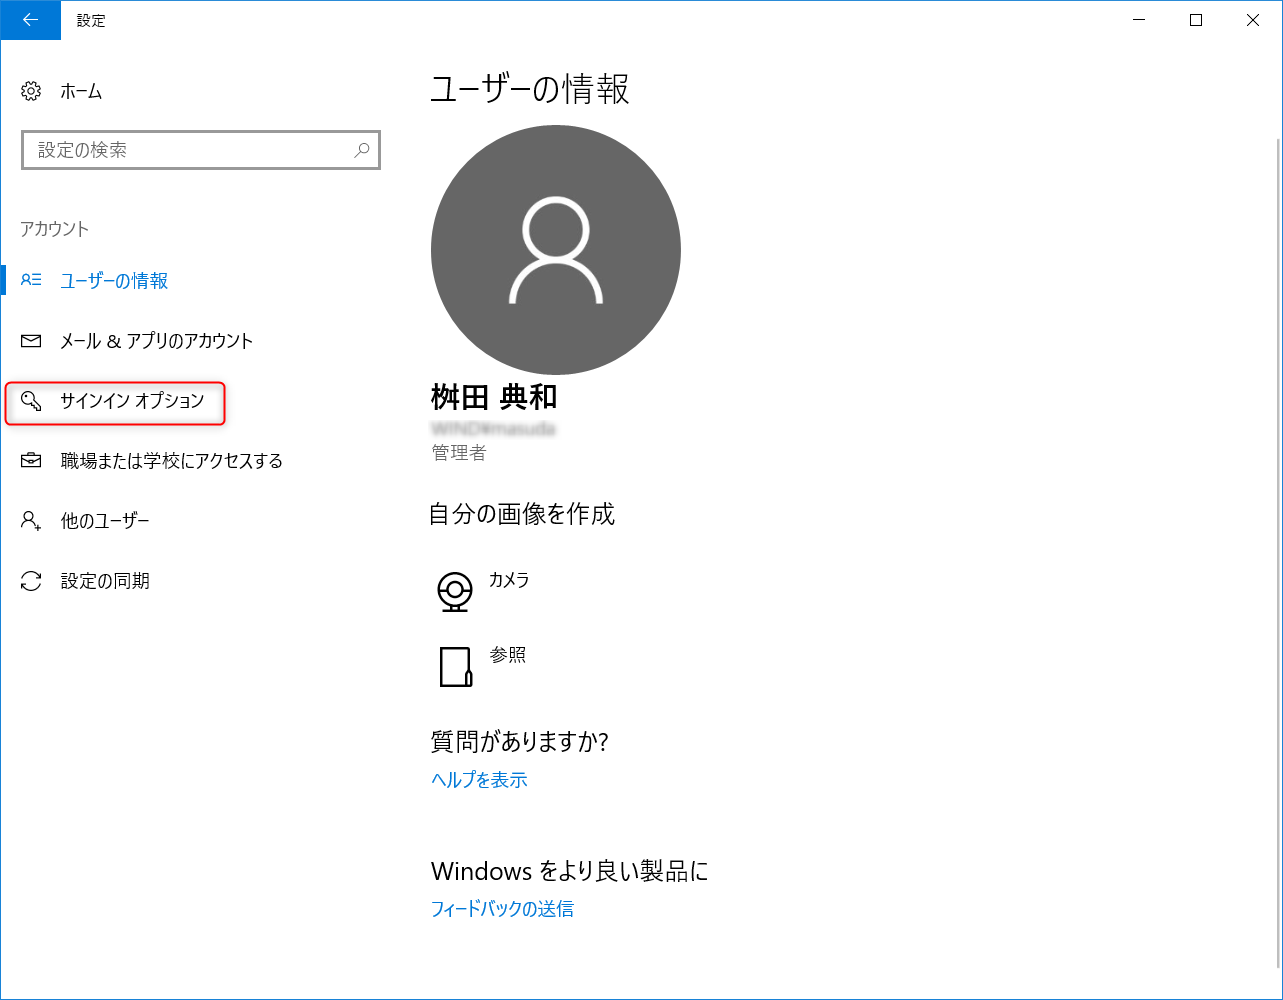 設定
ホーム
設定の検索
アカウント
ユーザーの情報
メール & アプリのアカウント
サインイン オプション
職場または学校にアクセスする
他のユーザー
設定の同期
ユーザーの情報
桝田 典和
管理者
自分の画像を作成
カメラ
参照
質問がありますか?
ヘルプを表示
Windows をより良い製品に
フィードバックの送信